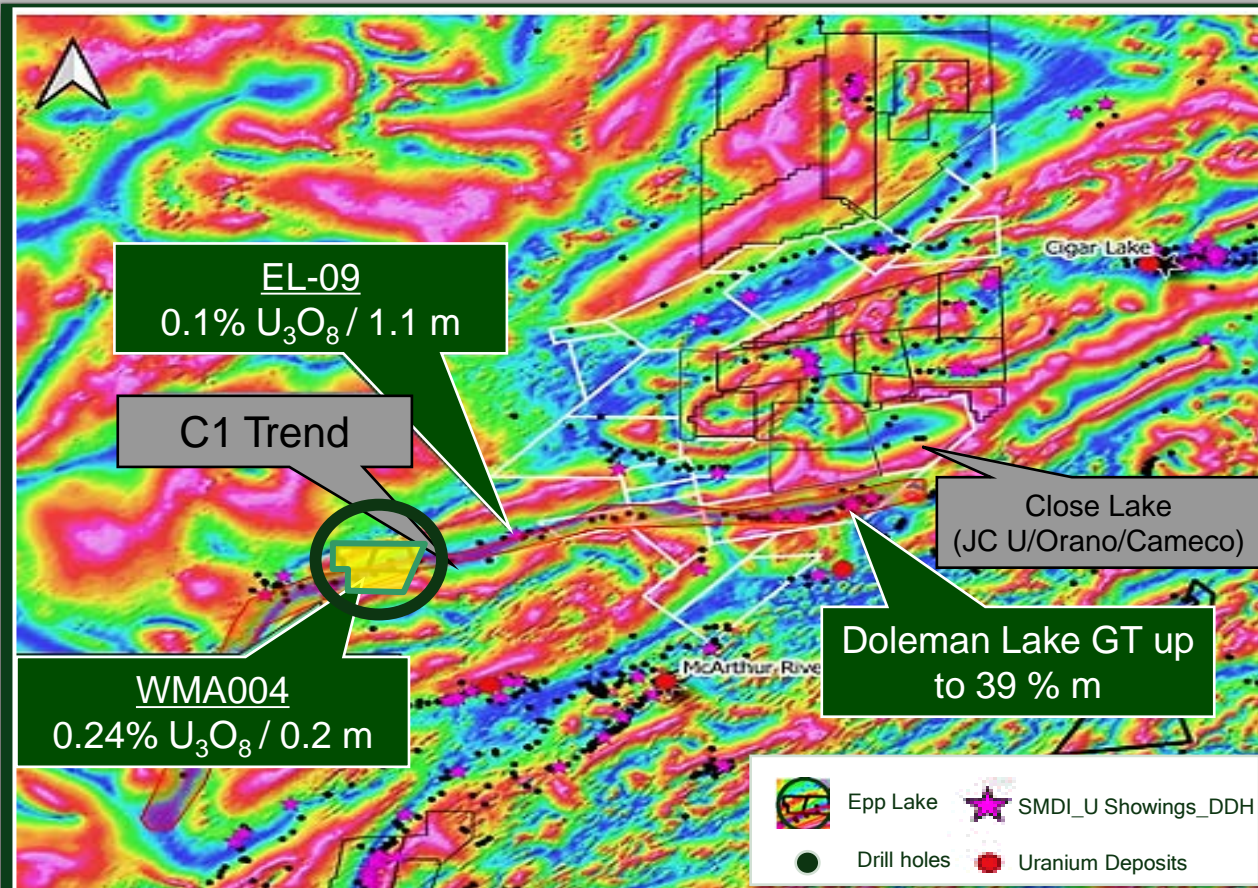 Cigar Lake
EL-09
0.1% U₃O₈ / 1.1 m
C1 Trend
Close Lake
(JC U/Orano/Cameco)
Doleman Lake GT up
to 39 % m
McArthur Rive
WMA004
0.24% U₃O₈ / 0.2 m
Epp Lake
SMDI_U Showings_DDH
Drill holes
Uranium Deposits